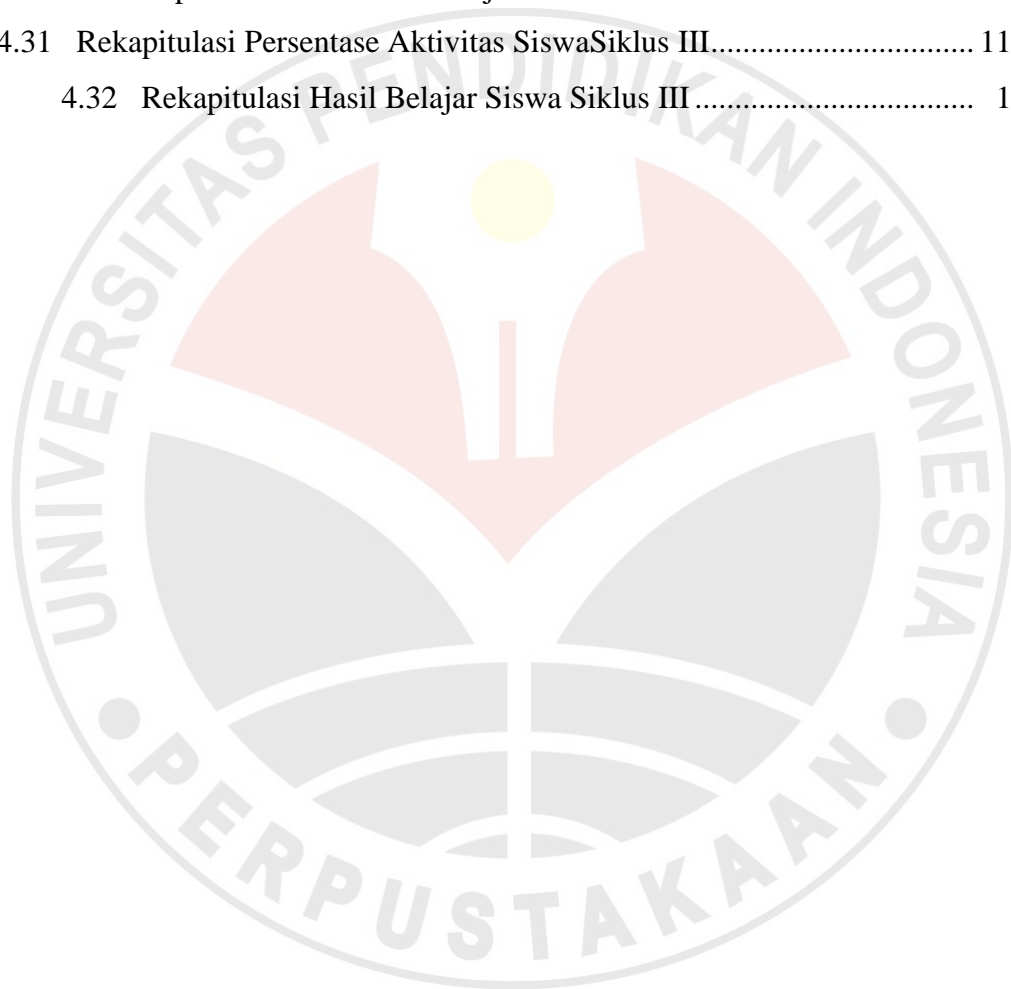 4.31 Rekapitulasi Persentase Aktivitas SiswaSiklus III................................ 11
4.32 Rekapitulasi Hasil Belajar Siswa Siklus III .................................. 1
UNIVERSITAS PENDIDIKAN INDONESIA
PERPUSTAKAAN